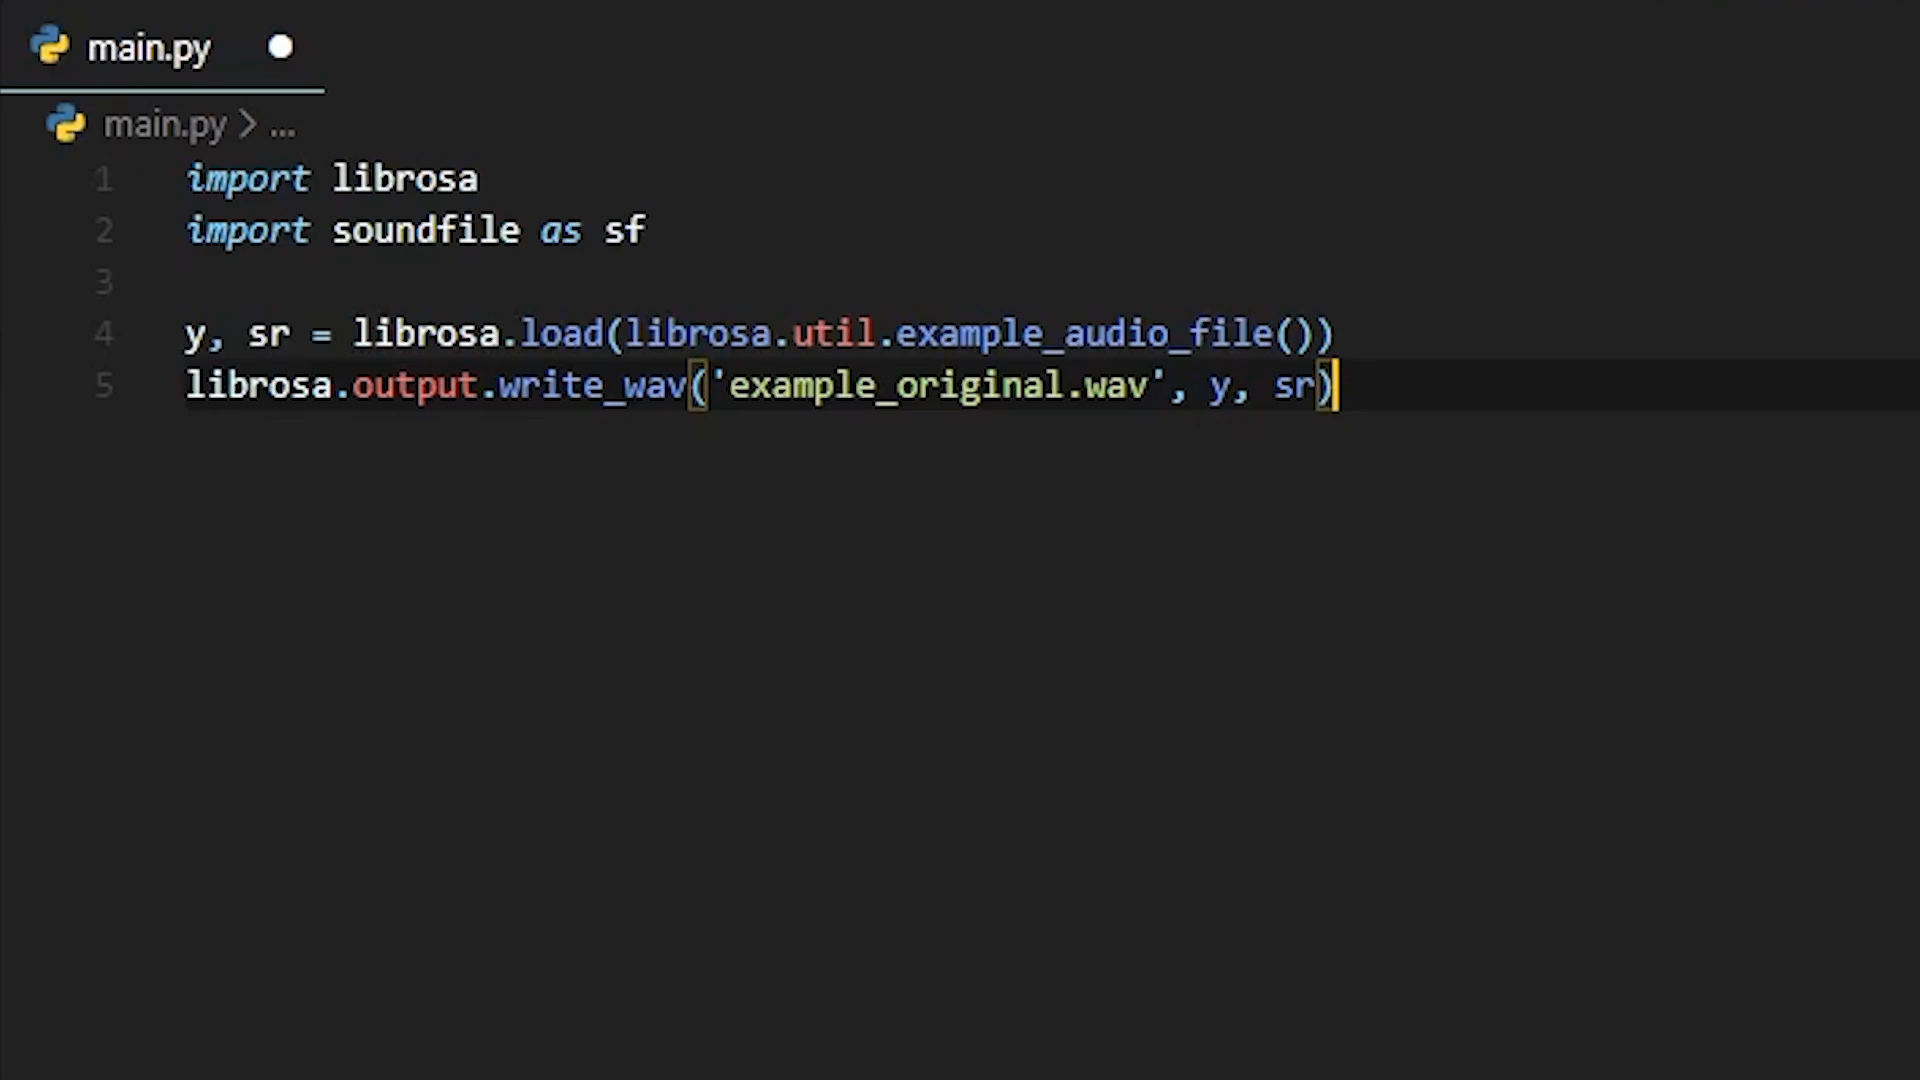 main.py
main.py > ...
1 import librosa
2 import soundfile as sf
3
4 y, sr = librosa.load(librosa.util.example_audio_file())
5 librosa.output.write_wav('example_original.wav', y, sr)